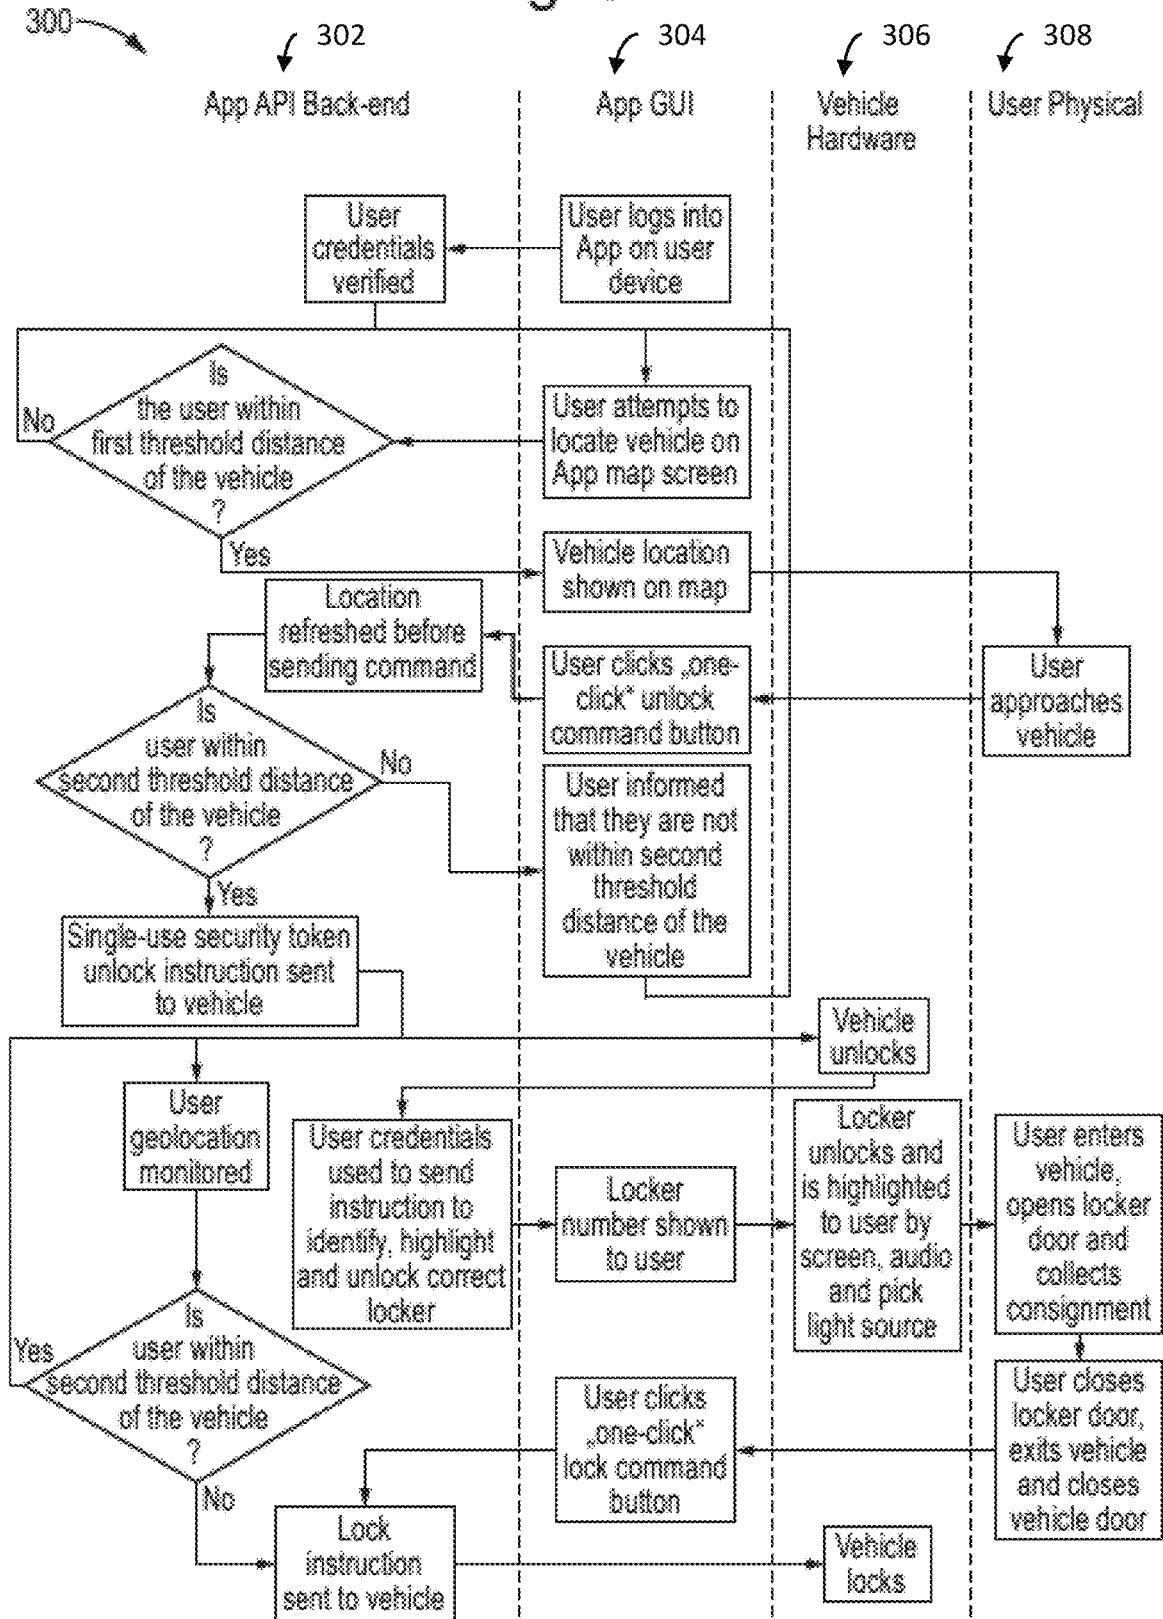 300
302
304
306
308
App API Back-end
App GUI
Vehicle
Hardware
User Physical
User
credentials
verified
User logs into
App on user
device
Is
the user within
first threshold distance
of the vehicle
?
No
Yes
User attempts to
locate vehicle on
App map screen
Vehicle location
shown on map
Location
refreshed before
sending command
User clicks „one-
click“ unlock
command button
User
approaches
vehicle
Is
user within
second threshold distance
of the vehicle
?
No
Yes
User informed
that they are not
within second
threshold
distance of the
vehicle
Single-use security token
unlock instruction sent
to vehicle
Vehicle
unlocks
User
geolocation
monitored
User credentials
used to send
instruction to
identify, highlight
and unlock correct
locker
Locker
number shown
to user
Locker
unlocks and
is highlighted
to user by
screen, audio
and pick
light source
User enters
vehicle,
opens locker
door and
collects
consignment
Is
user within
second threshold distance
of the vehicle
?
Yes
No
User clicks
„one-click“
lock command
button
User closes
locker door,
exits vehicle
and closes
vehicle door
Lock
instruction
sent to vehicle
Vehicle
locks